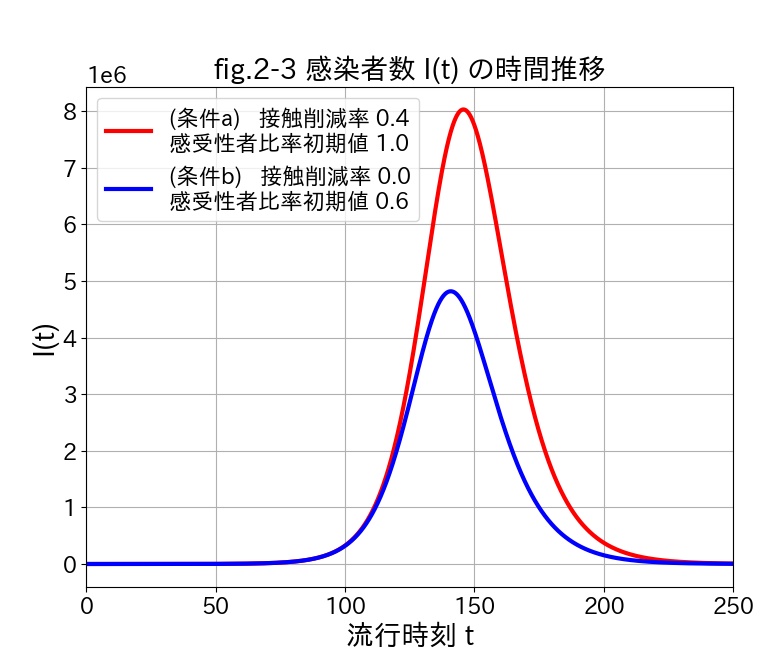 fig.2-3 感染者数 I(t) の時間推移
1e6
(条件a) 接触削減率 0.4
感受性者比率初期値 1.0
(条件b) 接触削減率 0.0
感受性者比率初期値 0.6
8
7
6
5
4
3
2
1
0
I(t)
0 50 100 150 200 250
流行時刻 t